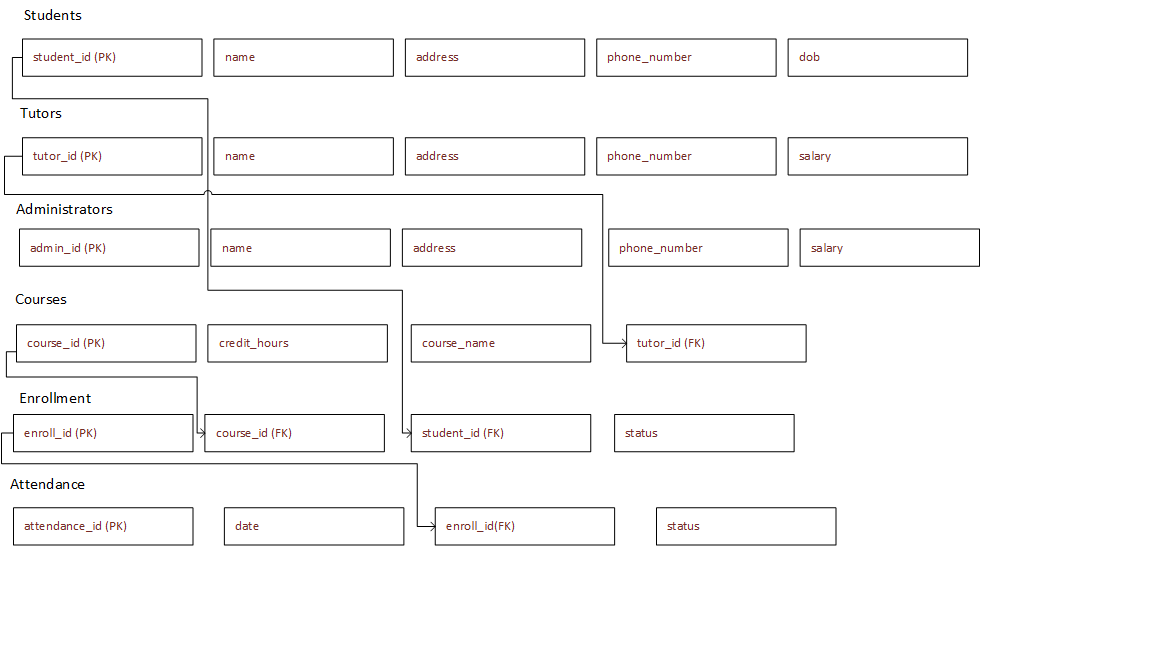 Students
student_id (PK) name address phone_number dob
Tutors
tutor_id (PK) name address phone_number salary
Administrators
admin_id (PK) name address phone_number salary
Courses
course_id (PK) credit_hours course_name tutor_id (FK)
Enrollment
enroll_id (PK) course_id (FK) student_id (FK) status
Attendance
attendance_id (PK) date enroll_id(FK) status